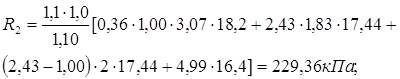 R₂ = 1,1·1,0/1,10 [0,36·1,00·3,07·18,2 + 2,43·1,83·17,44 +
(2,43 − 1,00)·2·17,44 + 4,99·16,4] = 229,36кПа;